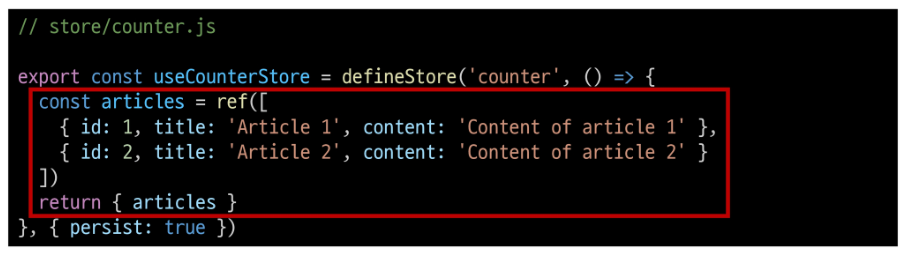 // store/counter.js
export const useCounterStore = defineStore('counter', () => {
const articles = ref([
{ id: 1, title: 'Article 1', content: 'Content of article 1' },
{ id: 2, title: 'Article 2', content: 'Content of article 2' }
])
return { articles }
}, { persist: true })